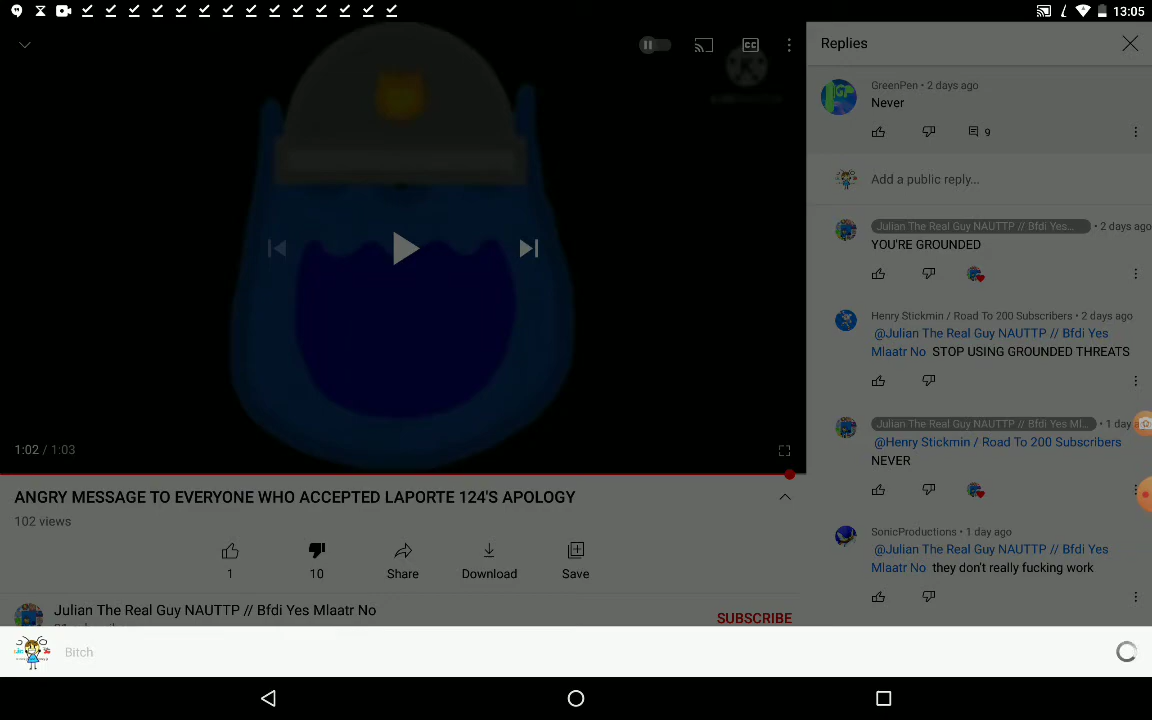 13:05
CC
Replies
GreenPen • 2 days ago
Never
9
Add a public reply...
Julian The Real Guy NAUTTP // Bfdi Yes... • 2 days ago
YOU'RE GROUNDED
Henry Stickmin / Road To 200 Subscribers • 2 days ago
@Julian The Real Guy NAUTTP // Bfdi Yes
Mlaatr No STOP USING GROUNDED THREATS
Julian The Real Guy NAUTTP // Bfdi Yes Ml... • 1 day
@Henry Stickmin / Road To 200 Subscribers
NEVER
SonicProductions • 1 day ago
@Julian The Real Guy NAUTTP // Bfdi Yes
Mlaatr No they don't really fucking work
1:02 / 1:03
ANGRY MESSAGE TO EVERYONE WHO ACCEPTED LAPORTE 124'S APOLOGY
102 views
1
10
Share
Download
Save
Julian The Real Guy NAUTTP // Bfdi Yes Mlaatr No
SUBSCRIBE
Bitch